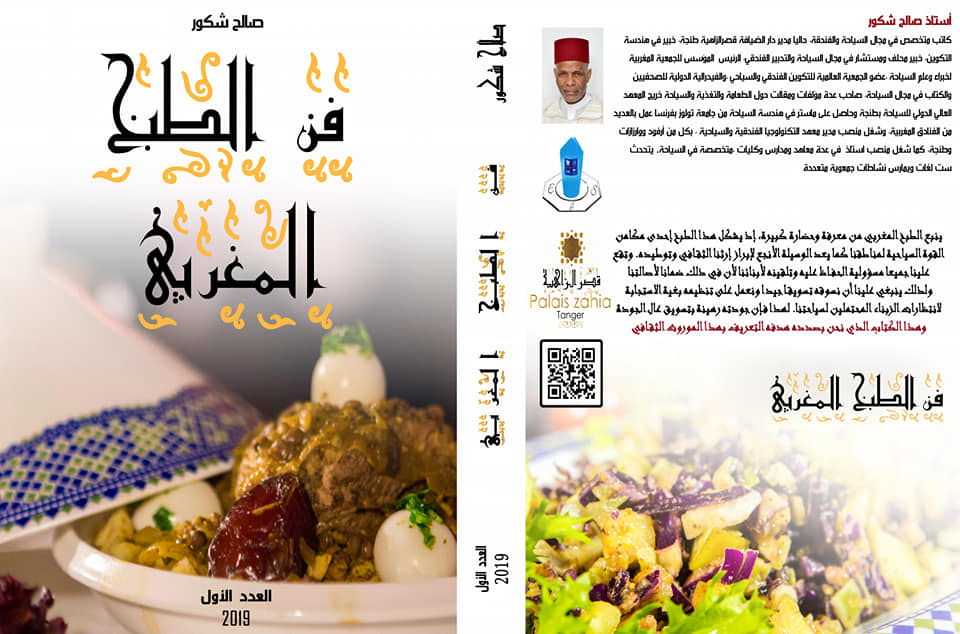 صالح شكور
فن الطبخ
المغربي
العدد الأول
2019
صالح شكور
فن
الطبخ
المغربي
العدد الأول
2019
أستاذ صالح شكور
كاتب متخصص في مجال السياحة والفندقة، حاليا مدير دار الضيافة قصرالزاهية طنجة، خبير في هندسة
التكوين، خبير محلف ومستشار في مجال السياحة والتدبير الفندقي، الرئيس المؤسس للجمعية المغربية
لخبراء وعلم السياحة ،عضو الجمعية العالمية للتكوين الفندقي والسياحي ،والفيدرالية الدولية للصحفيين
والكتاب في مجال السياحة، صاحب عدة مؤلفات ومقالات حول الطعامة والتغذية والسياحة خريج المعهد
العالي الدولي للسياحة بطنجة وحاصل على ماستر في هندسة السياحة من جامعة تولوز بفرنسا عمل بالعديد
من الفنادق المغربية، وشغل منصب مدير معهد التكنولوجيا الفندقية والسياحية ، بكل من أرفود وورززات
وطنجة، كما شغل منصب استاذ في عدة معاهد ومدارس وكليات ،متخصصة في السياحة، يتحدث
ست لغات ويمارس نشاطات جمعوية متعددة.
ينبع الطبخ المغربي من معرفة وحضارة كبيرة، إذ يشكل هذا الطبخ إحدى مكامن
القوة السياحية لمناطقنا كما يعد الوسيلة الأنجع لإبراز إرثنا الثقافي وتوطيده. وتقع
علينا جميعا مسؤولية الحفاظ عليه وتلقينه لأبنائنا لأن في ذلك ضمانا لأصالتنا
ولذلك ينبغي علينا أن نسوقه تسويقا جيدا ونعمل على تنظيمه بغية الاستجابة
لانتظارات الزبناء المحتملين لسياحتنا. لهذا فإن جودته رهينة بتسويق عال الجودة
وهذا الكتاب الذي نحن بصدده هدفه التعريف بهذا الموروث الثقافي
قصر الزاهية
Palais zahia
Tanger
فن الطبخ المغربي